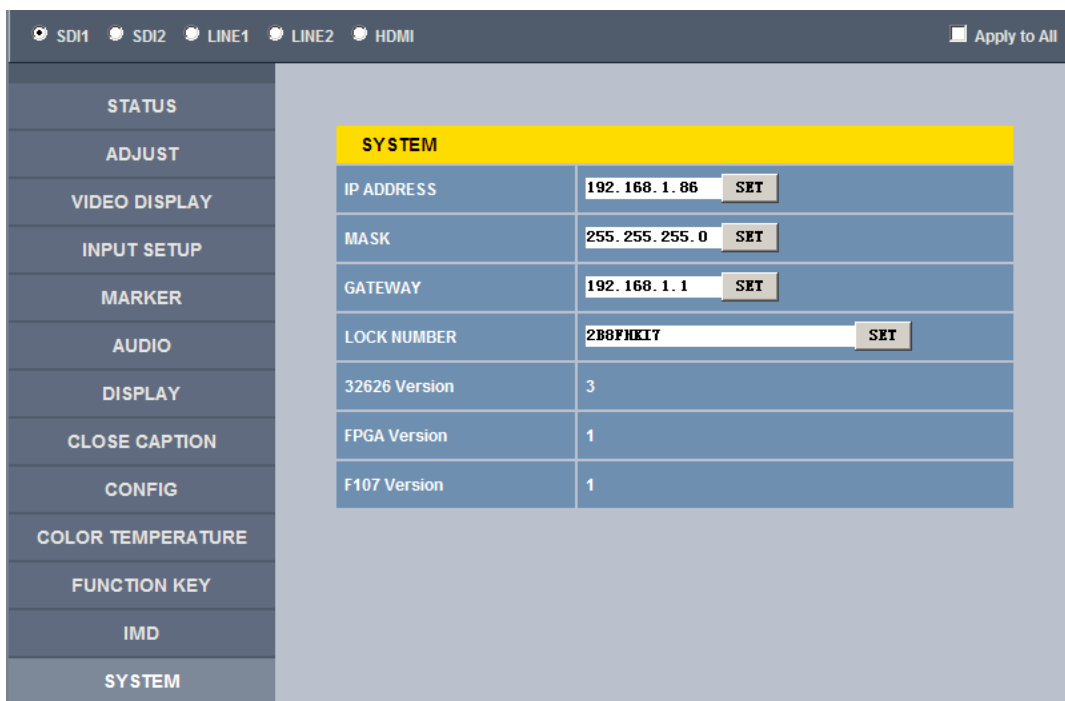 SDI1 SDI2 LINE1 LINE2 HDMI Apply to All
STATUS
ADJUST
VIDEO DISPLAY
INPUT SETUP
MARKER
AUDIO
DISPLAY
CLOSE CAPTION
CONFIG
COLOR TEMPERATURE
FUNCTION KEY
IMD
SYSTEM
SYSTEM
IP ADDRESS 192.168.1.86 SET
MASK 255.255.255.0 SET
GATEWAY 192.168.1.1 SET
LOCK NUMBER 2B8FHKI7 SET
32626 Version 3
FPGA Version 1
F107 Version 1